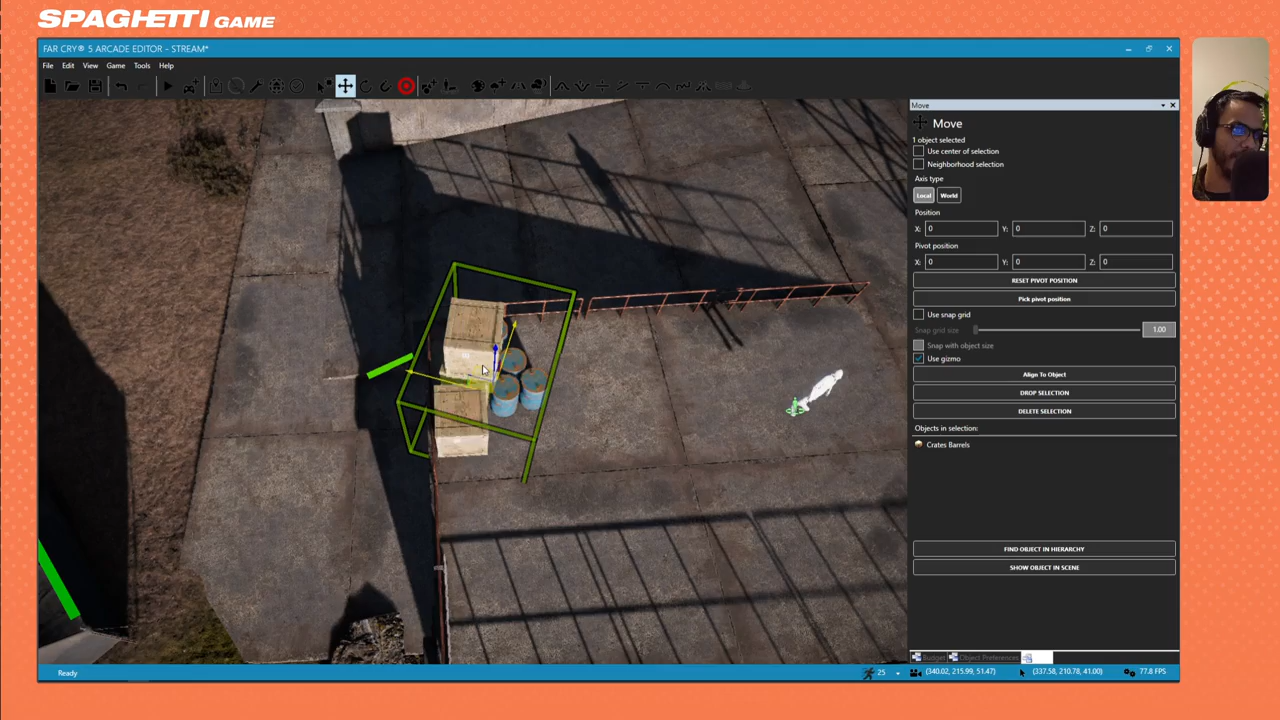 SPAGHETTI GAME
FAR CRY® 5 ARCADE EDITOR - STREAM*
File Edit View Game Tools Help
Move
Move
1 object selected
Use center of selection
Neighborhood selection
Axis type
Local World
Position
X: 0 Y: 0 Z: 0
Pivot position
X: 0 Y: 0 Z: 0
RESET PIVOT POSITION
Pick pivot position
Use snap grid
Snap grid size 1.00
Snap with object size
Use gizmo
Align To Object
DROP SELECTION
DELETE SELECTION
Objects in selection:
Crates Barrels
FIND OBJECT IN HIERARCHY
SHOW OBJECT IN SCENE
Budget Object Preferences
Ready 25 (340.02, 215.99, 51.47) (337.58, 210.78, 41.00) 77.8 FPS